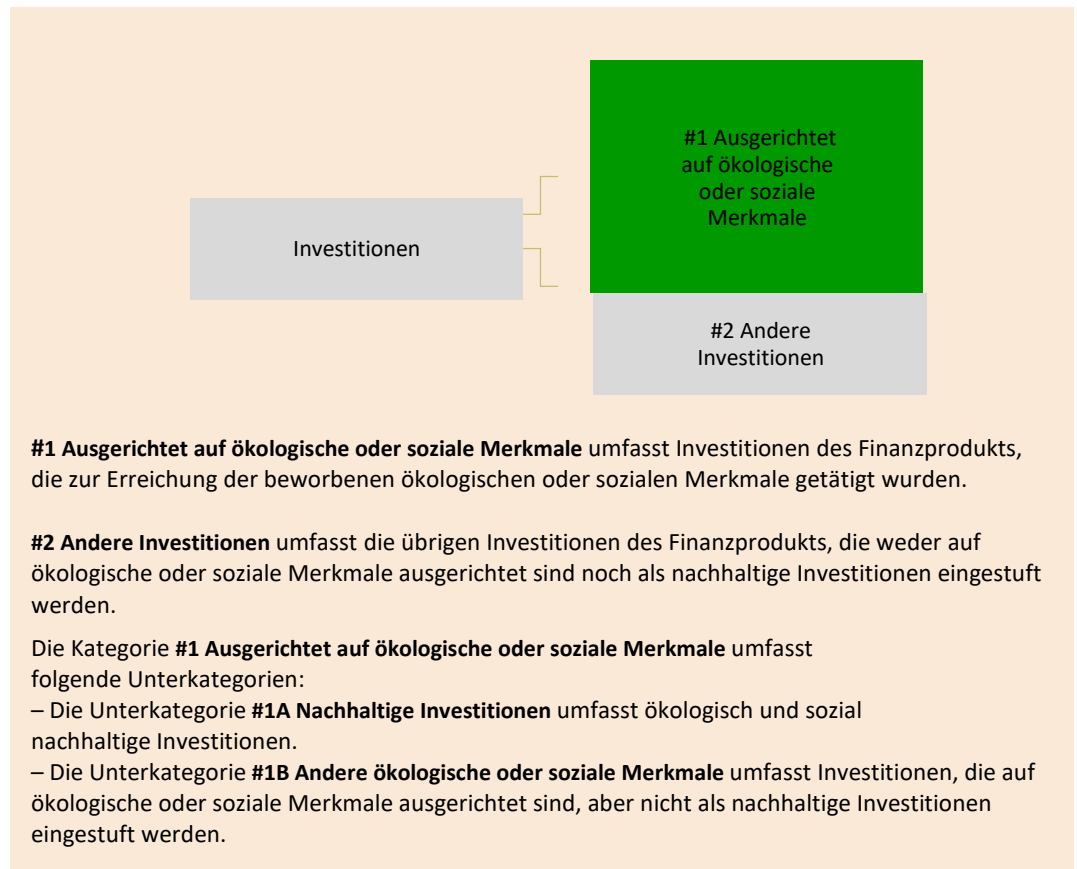 #1 Ausgerichtet
auf ökologische
oder soziale
Merkmale
Investitionen
#2 Andere
Investitionen
#1 Ausgerichtet auf ökologische oder soziale Merkmale umfasst Investitionen des Finanzprodukts,
die zur Erreichung der beworbenen ökologischen oder sozialen Merkmale getätigt wurden.
#2 Andere Investitionen umfasst die übrigen Investitionen des Finanzprodukts, die weder auf
ökologische oder soziale Merkmale ausgerichtet sind noch als nachhaltige Investitionen eingestuft
werden.
Die Kategorie #1 Ausgerichtet auf ökologische oder soziale Merkmale umfasst
folgende Unterkategorien:
– Die Unterkategorie #1A Nachhaltige Investitionen umfasst ökologisch und sozial
nachhaltige Investitionen.
– Die Unterkategorie #1B Andere ökologische oder soziale Merkmale umfasst Investitionen, die auf
ökologische oder soziale Merkmale ausgerichtet sind, aber nicht als nachhaltige Investitionen
eingestuft werden.